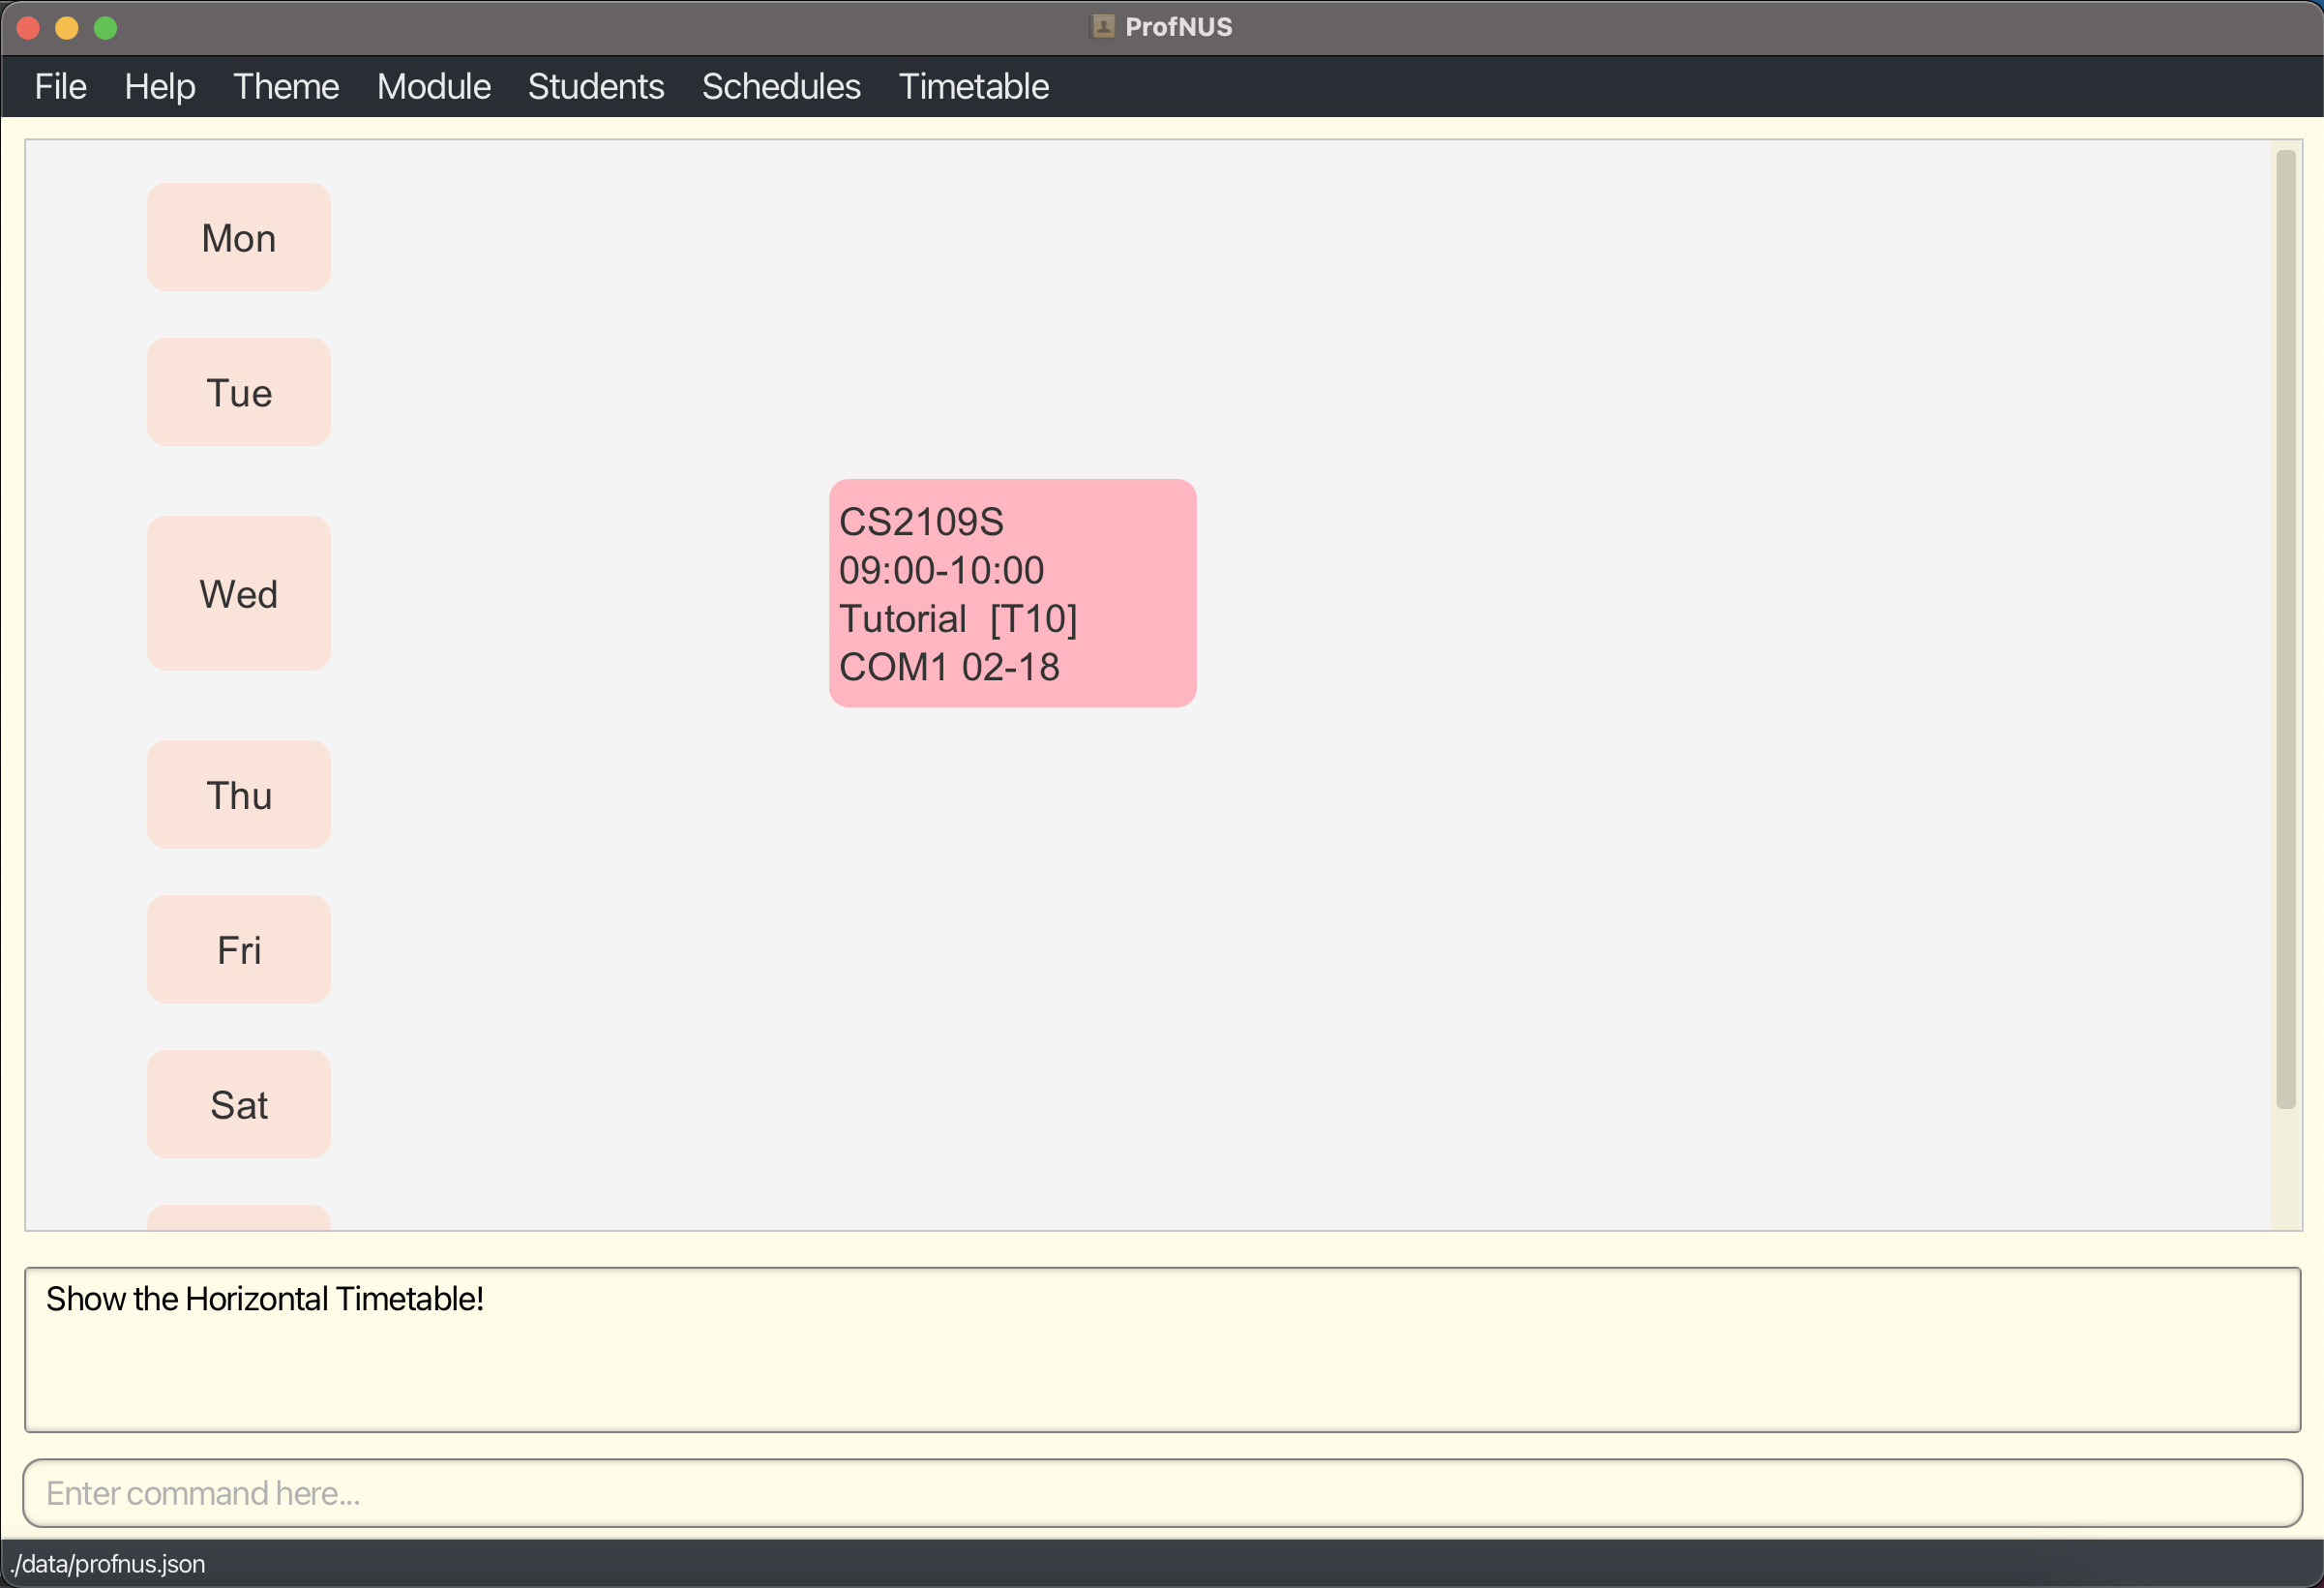 ProfNUS
File Help Theme Module Students Schedules Timetable
Mon
Tue
Wed
CS2109S
09:00-10:00
Tutorial  [T10]
COM1 02-18
Thu
Fri
Sat
Show the Horizontal Timetable!
Enter command here...
./data/profnus.json